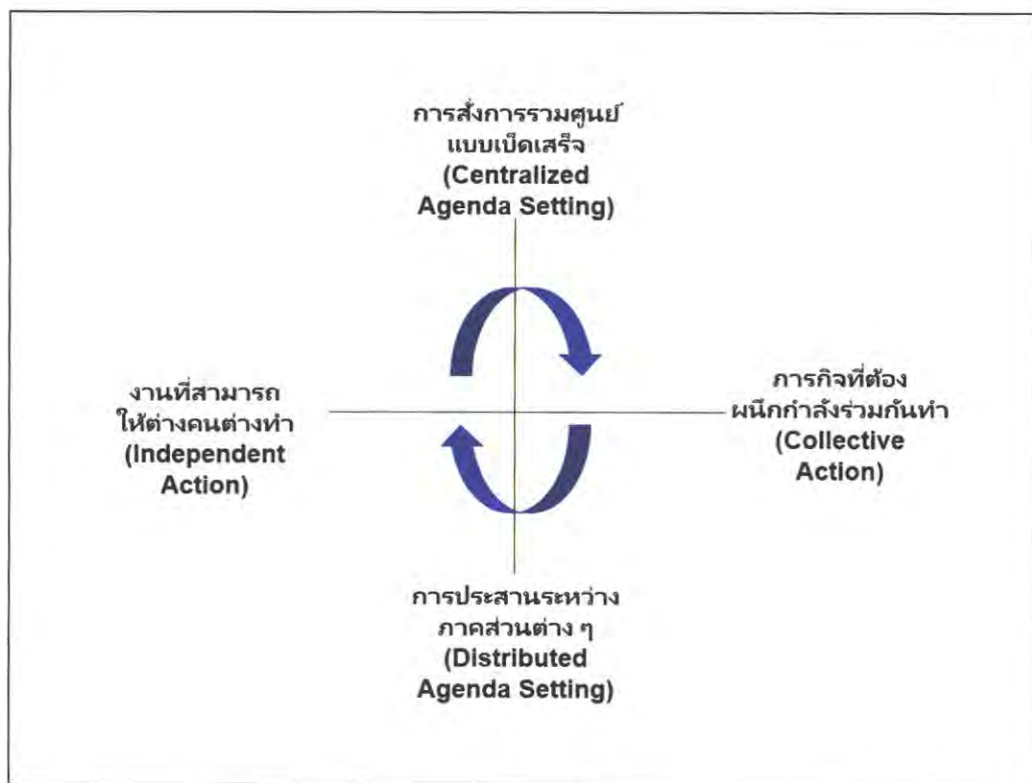 การสั่งการรวมศูนย์
แบบเบ็ดเสร็จ
(Centralized
Agenda Setting)
งานที่สามารถ
ให้ต่างคนต่างทำ
(Independent
Action)
ภารกิจที่ต้อง
ผนึกกำลังร่วมกันทำ
(Collective
Action)
การประสานระหว่าง
ภาคส่วนต่าง ๆ
(Distributed
Agenda Setting)